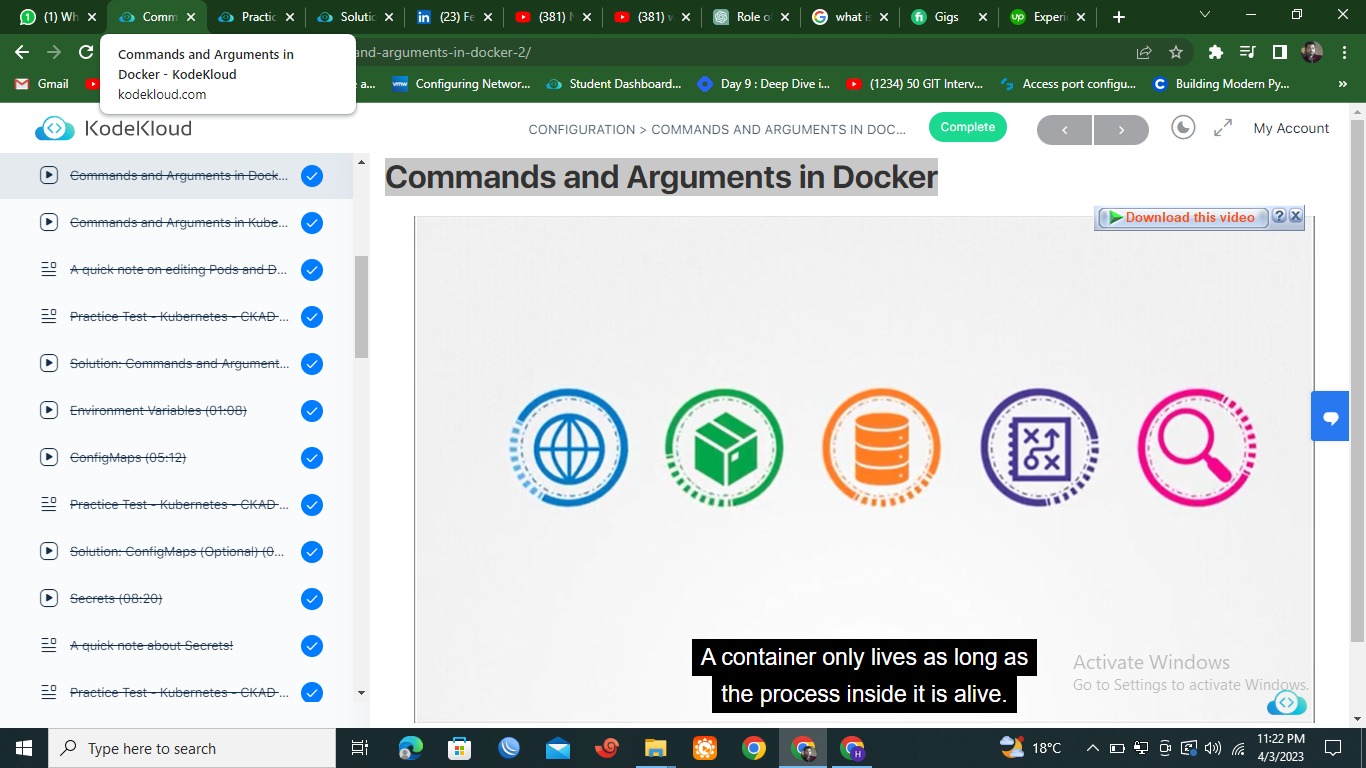 (1) Wh
Comm
Practic
Solutic
(23) Fe
(381) N
(381) v
Role o
what is
Gigs
Experi
Commands and Arguments in
Docker - KodeKloud
kodekloud.com
and-arguments-in-docker-2/
Gmail
e a...
Configuring Networ...
Student Dashboard...
Day 9 : Deep Dive i...
(1234) 50 GIT Interv...
Access port configu...
Building Modern Py...
»
KodeKloud
CONFIGURATION > COMMANDS AND ARGUMENTS IN DOC...
Complete
My Account
Commands and Arguments in Dock...
Commands and Arguments in Kube...
A quick note on editing Pods and D...
Practice Test - Kubernetes - CKAD-...
Solution: Commands and Argument...
Environment Variables (01:08)
ConfigMaps (05:12)
Practice Test - Kubernetes - CKAD-...
Solution: ConfigMaps (Optional) (0...
Secrets (08:20)
A quick note about Secrets!
Practice Test - Kubernetes - CKAD-...
Commands and Arguments in Docker
Download this video
A container only lives as long as
the process inside it is alive.
Activate Windows
Go to Settings to activate Windows.
Type here to search
18°C
11:22 PM
4/3/2023